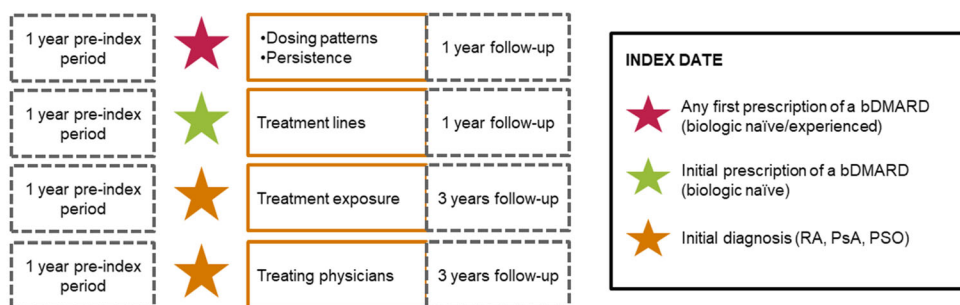 1 year pre-index
period
•Dosing patterns
•Persistence
1 year follow-up
1 year pre-index
period
Treatment lines
1 year follow-up
1 year pre-index
period
Treatment exposure
3 years follow-up
1 year pre-index
period
Treating physicians
3 years follow-up
INDEX DATE
Any first prescription of a bDMARD
(biologic naïve/experienced)
Initial prescription of a bDMARD
(biologic naïve)
Initial diagnosis (RA, PsA, PSO)